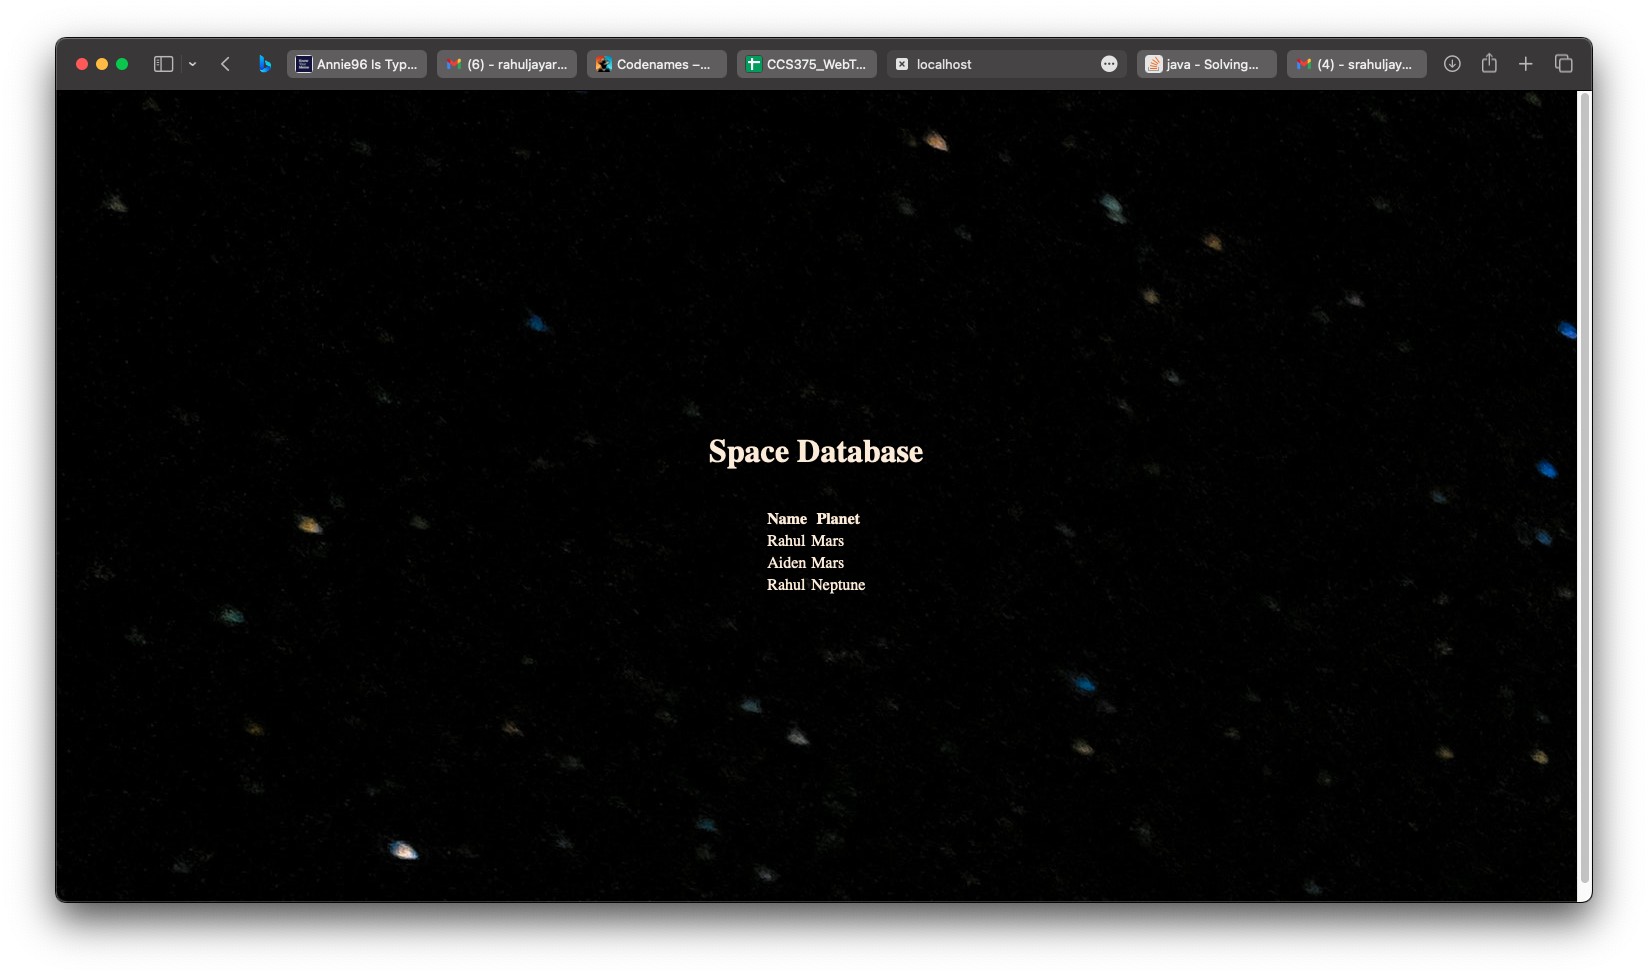 Annie96 Is Typ...
(6) - rahuljayar...
Codenames –...
CCS375_WebT...
localhost
java - Solving...
(4) - srahuljay...
Space Database
Name Planet
Rahul Mars
Aiden Mars
Rahul Neptune